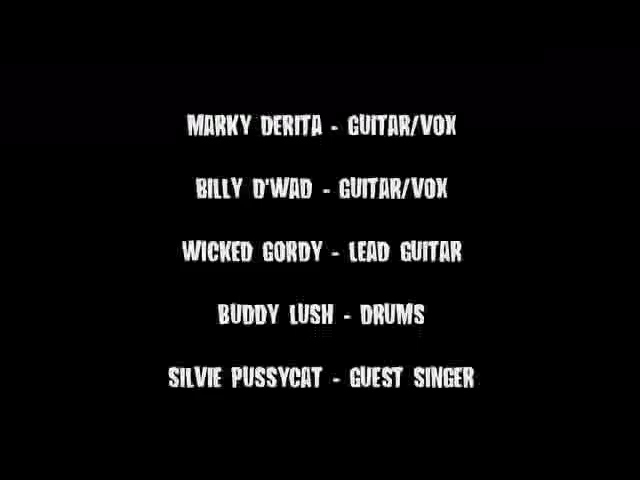 MARKY DERITA - GUITAR/VOX
BILLY D'WAD - GUITAR/VOX
WICKED GORDY - LEAD GUITAR
BUDDY LUSH - DRUMS
SILVIE PUSSYCAT - GUEST SINGER